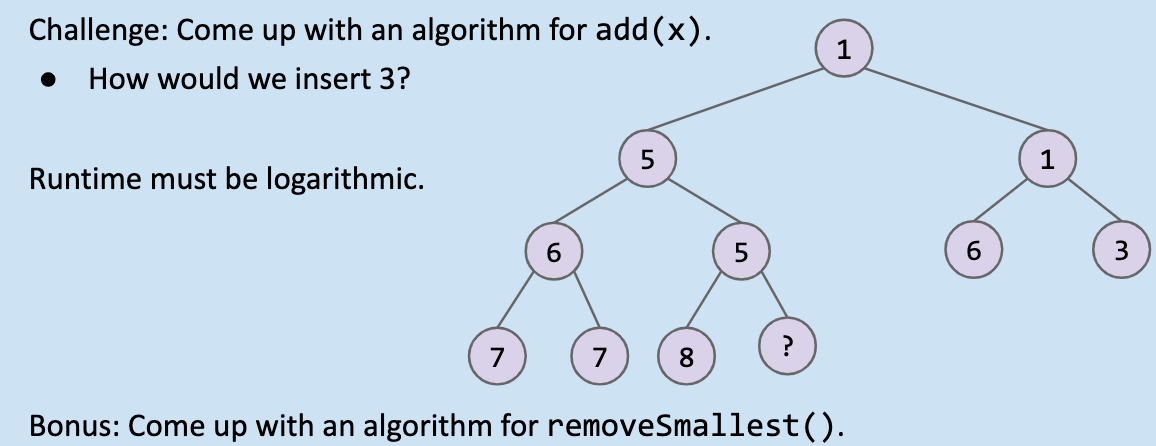 Challenge: Come up with an algorithm for add(x).
● How would we insert 3?
Runtime must be logarithmic.
1
5 1
6 5 6 3
7 7 8 ?
Bonus: Come up with an algorithm for removeSmallest().